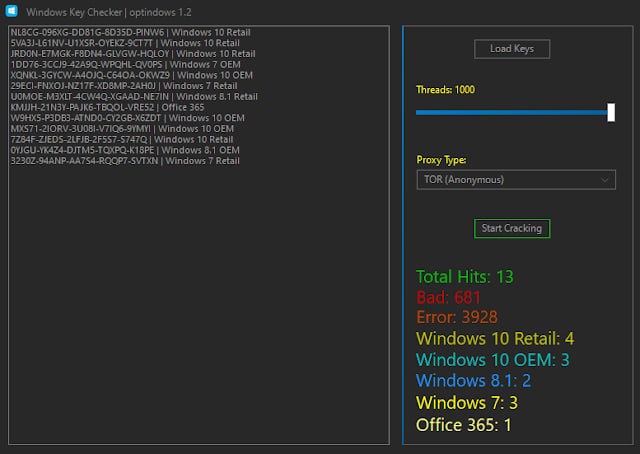 Windows Key Checker | optindows 1.2
NL8CG-096XG-DD81G-8D35D-PINW6 | Windows 10 Retail
5VA3J-L61NV-U1XSR-OYEKZ-9CT7T | Windows 10 Retail
JRD0N-E7MGK-F8DN4-GLVGW-HQLOY | Windows 10 Retail
1DD76-3CCJ9-42A9Q-WPQHL-QV0PS | Windows 7 OEM
XQNKL-3GYCW-A4OJQ-C64OA-OKWZ9 | Windows 10 OEM
29ECI-FNXOJ-NZ17F-XD8MP-2AH0J | Windows 7 Retail
U0MOE-M3XLT-4CW4Q-XGAAD-NE7IN | Windows 8.1 Retail
KMJJH-21N3Y-PAJK6-TBQDL-VRE52 | Office 365
W9HX5-P3DB3-ATND0-CY2GB-X6ZDT | Windows 10 OEM
MXS71-2IORV-3U08I-V7IQ6-9YMYI | Windows 10 OEM
7Z84F-ZJEDS-2LFJB-2F5S7-S747Q | Windows 10 Retail
0YJGU-YK4Z4-DJTM5-TQXPQ-K18PE | Windows 8.1 OEM
3230Z-94ANP-AA7S4-RQQP7-SVTXN | Windows 7 Retail
Load Keys
Threads: 1000
Proxy Type:
TOR (Anonymous)
Start Cracking
Total Hits: 13
Bad: 681
Error: 3928
Windows 10 Retail: 4
Windows 10 OEM: 3
Windows 8.1: 2
Windows 7: 3
Office 365: 1